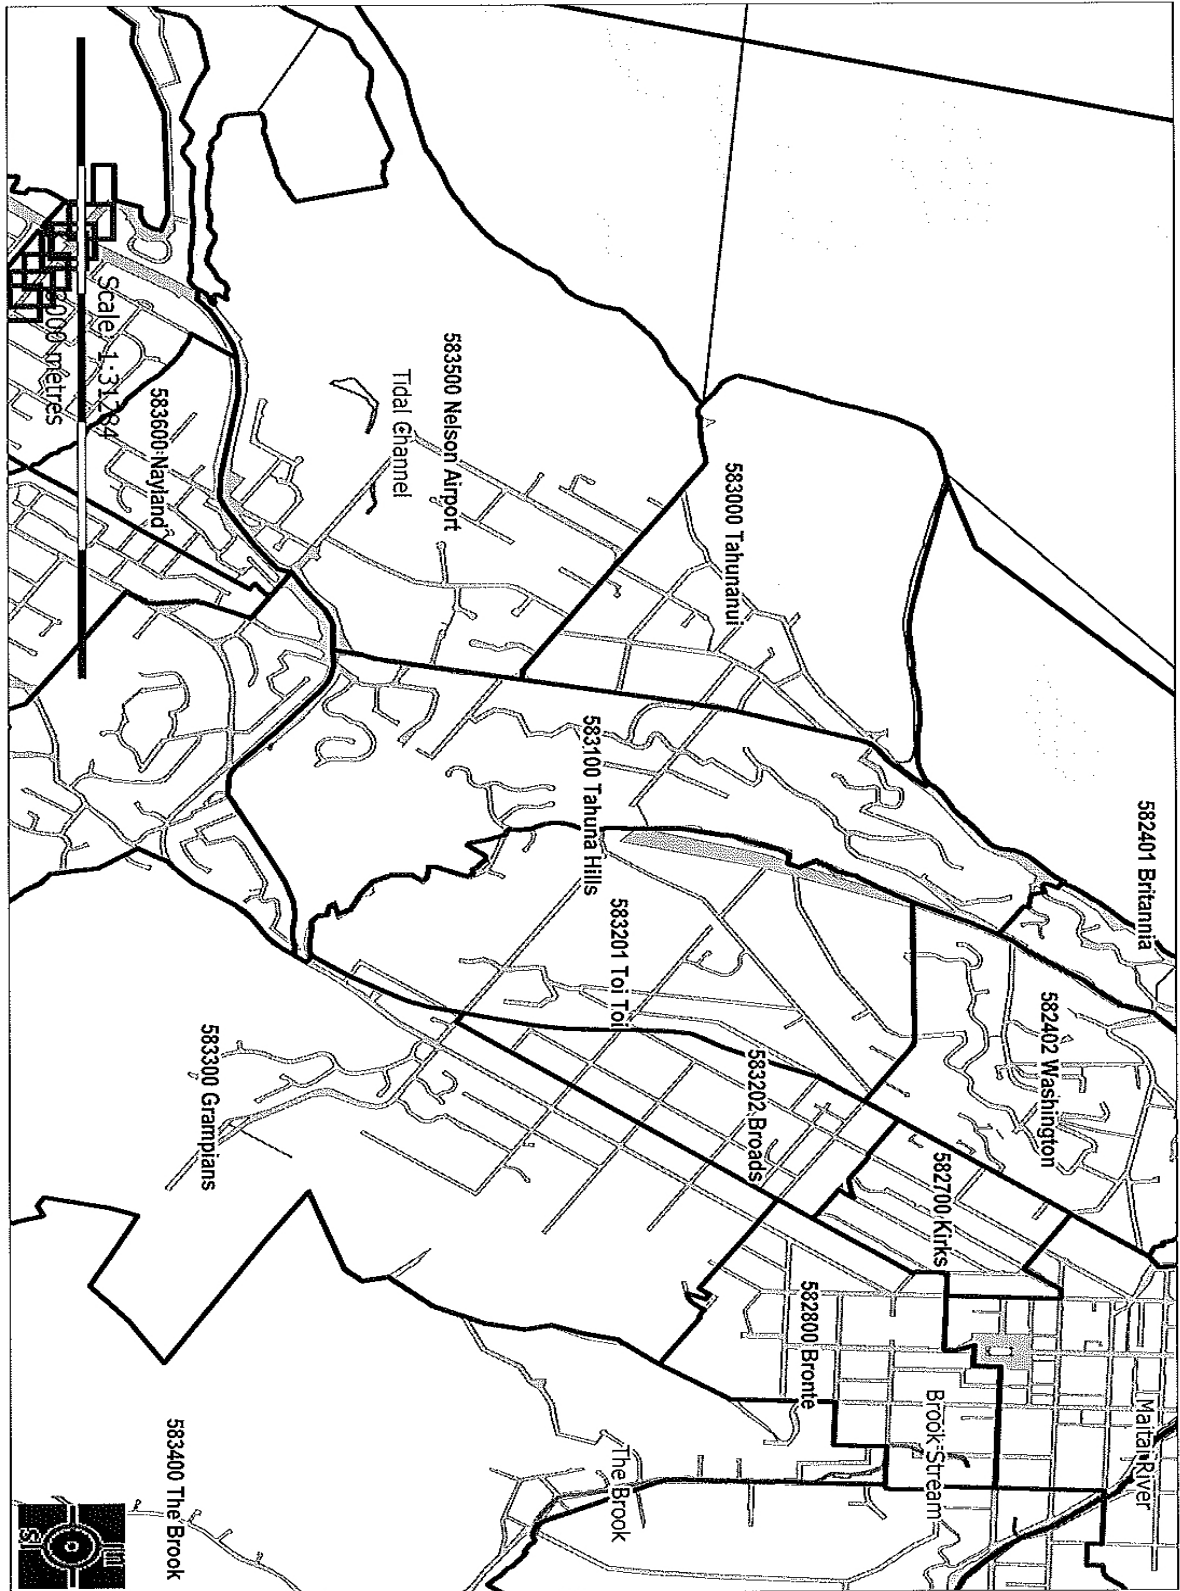 582401 Britannia
Maitai River
582402 Washington
582700 Kirks
Brook Stream
583000 Tahunanui
583202 Broads
582800 Bronte
583100 Tahuna Hills
583201 Toi Toi
The Brook
583500 Nelson Airport
Tidal Channel
583300 Grampians
583600 Nayland
583400 The Brook
Scale: 1:31284
metres